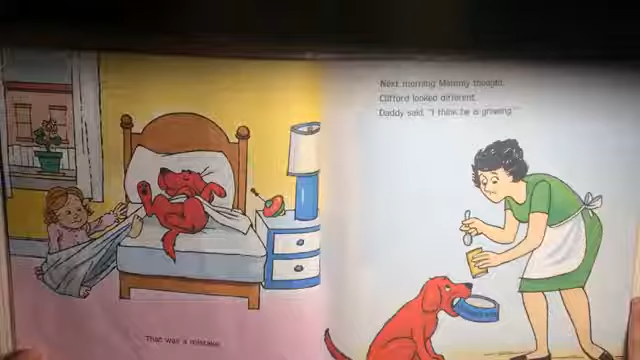 That was a mistake.
Next morning Mommy thought
Clifford looked different.
Daddy said, "I think he is growing."